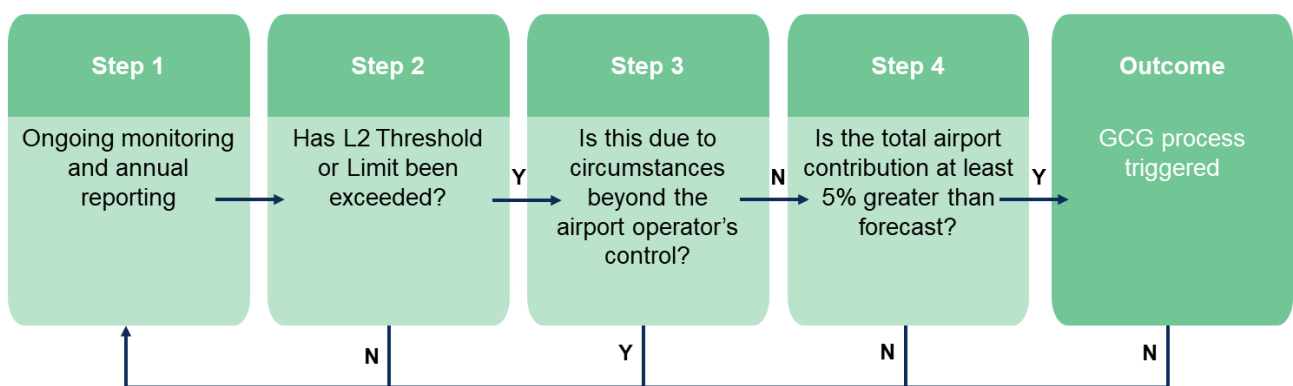 Step 1
Ongoing monitoring
and annual
reporting
Step 2
Has L2 Threshold
or Limit been
exceeded?
Y
Step 3
Is this due to
circumstances
beyond the
airport operator's
control?
N
Step 4
Is the total airport
contribution at least
5% greater than
forecast?
Y
Outcome
GCG process
triggered
N
Y
N
N